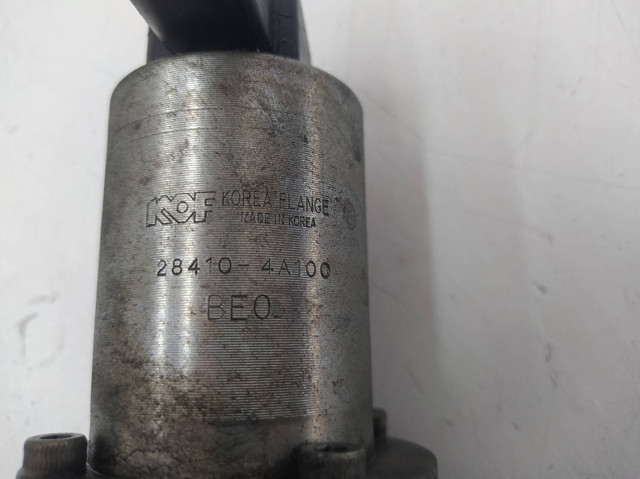 KOF KOREA FLANGE
MADE IN KOREA
28410-4A100
BE0